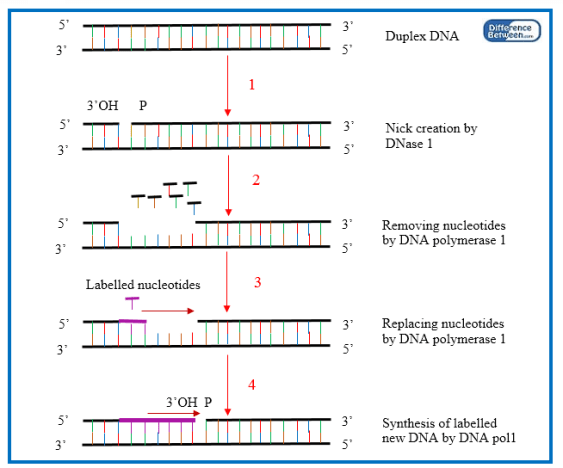 5’ 3’
Duplex DNA
Difference
Between.com
3’ 5’
1
3’OH P
5’ 3’
Nick creation by
DNase 1
3’ 5’
2
5’ 3’
Removing nucleotides
by DNA polymerase 1
3’ 5’
3
Labelled nucleotides
5’ 3’
Replacing nucleotides
by DNA polymerase 1
3’ 5’
4
3’OH P
5’ 3’
Synthesis of labelled
new DNA by DNA pol1
3’ 5’